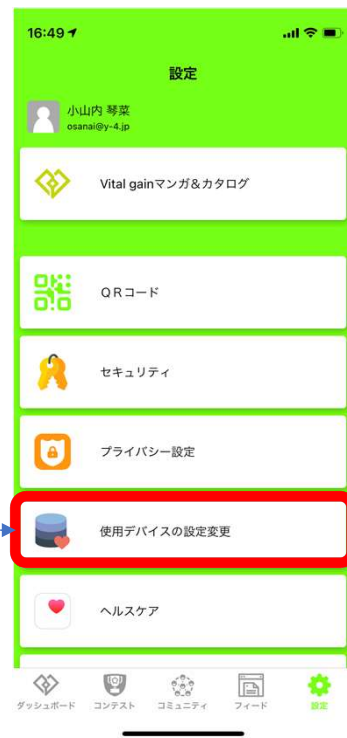 16:49
設定
小山内 琴菜
osanai@y-4.jp
Vital gainマンガ&カタログ
QRコード
セキュリティ
プライバシー設定
使用デバイスの設定変更
ヘルスケア
ダッシュボード コンテスト コミュニティ フィード 設定